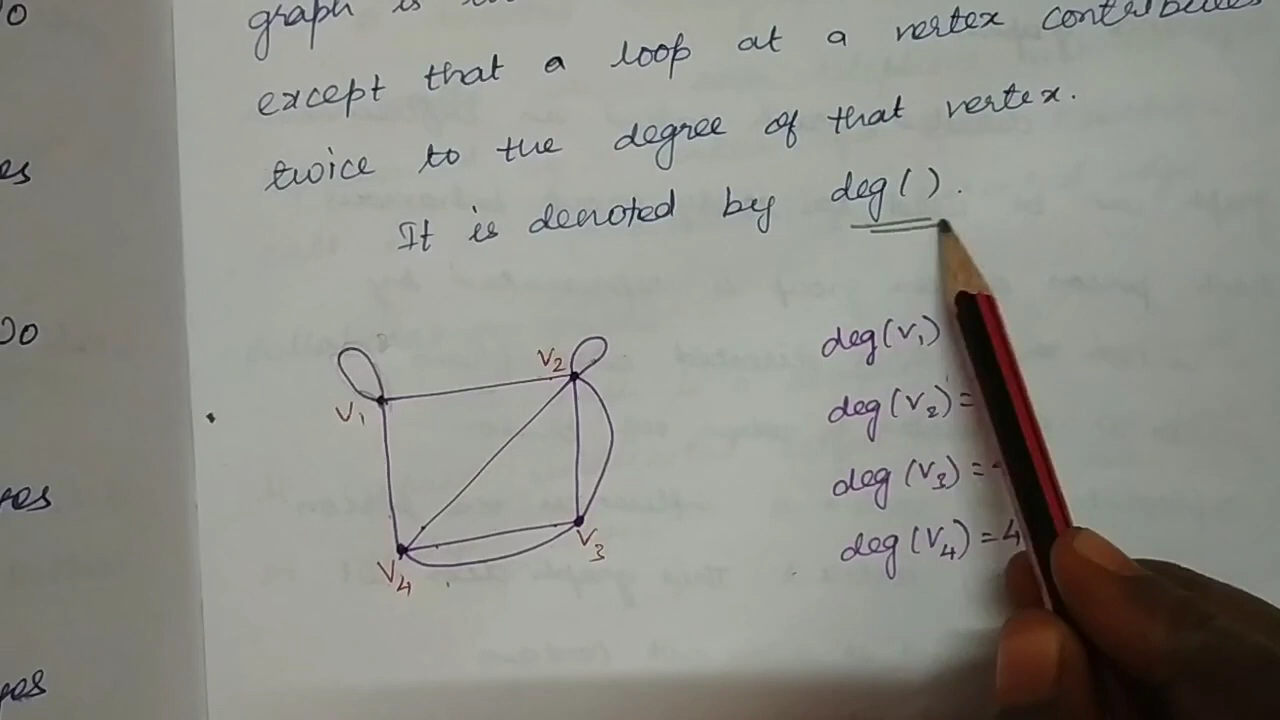 graph is
except that a loop at a vertex contributes
twice to the degree of that vertex.
It is denoted by deg( ).
V1
V2
V3
V4
deg(V1)
deg(V2) =
deg(V3) =
deg(V4) = 4